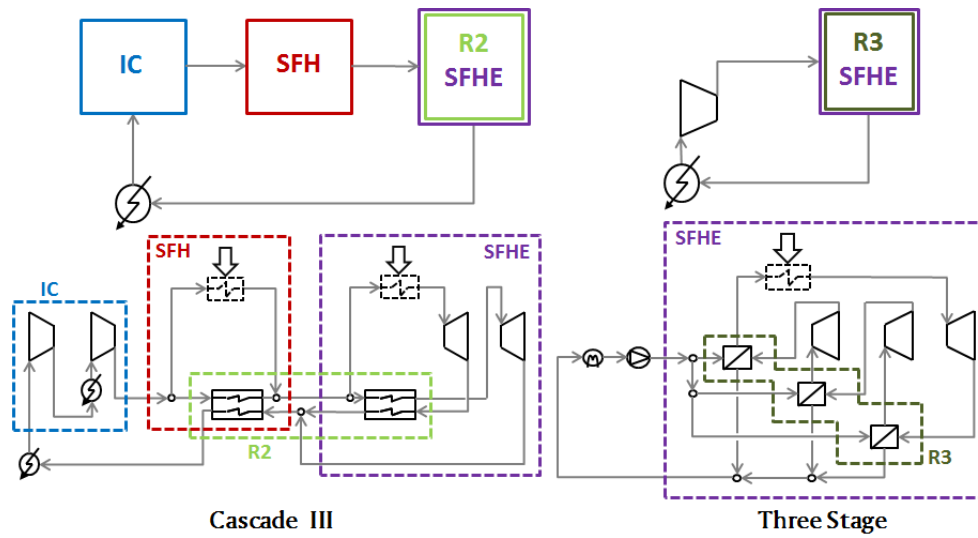 IC
SFH
R2
SFHE
R3
SFHE
SFH
SFHE
IC
R2
SFHE
R3
Cascade III
Three Stage